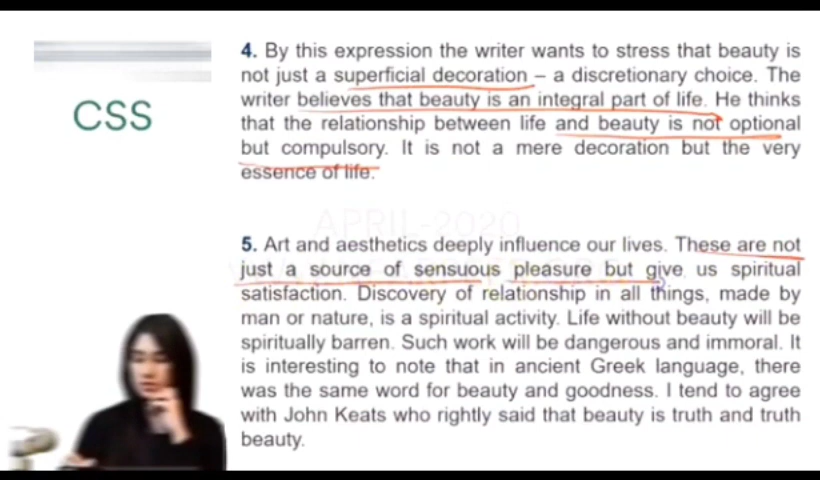 CSS
4. By this expression the writer wants to stress that beauty is
not just a superficial decoration – a discretionary choice. The
writer believes that beauty is an integral part of life. He thinks
that the relationship between life and beauty is not optional
but compulsory. It is not a mere decoration but the very
essence of life.
APRIL-2020
5. Art and aesthetics deeply influence our lives. These are not
just a source of sensuous pleasure but give us spiritual
satisfaction. Discovery of relationship in all things, made by
man or nature, is a spiritual activity. Life without beauty will be
spiritually barren. Such work will be dangerous and immoral. It
is interesting to note that in ancient Greek language, there
was the same word for beauty and goodness. I tend to agree
with John Keats who rightly said that beauty is truth and truth
beauty.